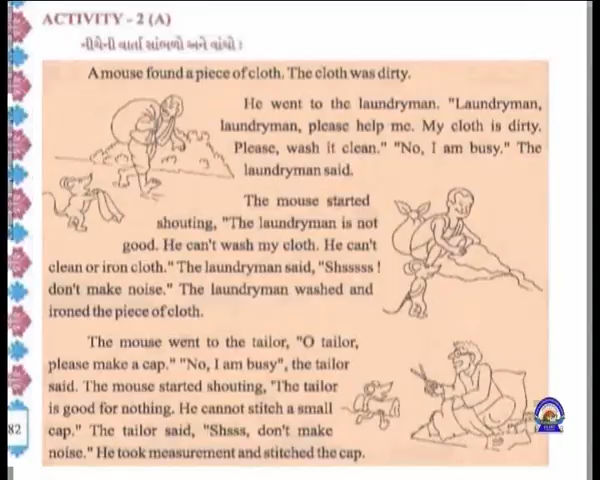 ACTIVITY - 2 (A)
નીચેની વાર્તા સાંભળો અને વાંચો :
A mouse found a piece of cloth. The cloth was dirty.
He went to the laundryman. "Laundryman,
laundryman, please help me. My cloth is dirty.
Please, wash it clean." "No, I am busy." The
laundryman said.
The mouse started
shouting, "The laundryman is not
good. He can't wash my cloth. He can't
clean or iron cloth." The laundryman said, "Shsssss !
don't make noise." The laundryman washed and
ironed the piece of cloth.
The mouse went to the tailor, "O tailor,
please make a cap." "No, I am busy", the tailor
said. The mouse started shouting, "The tailor
is good for nothing. He cannot stitch a small
cap." The tailor said, "Shsss, don't make
noise." He took measurement and stitched the cap.
82